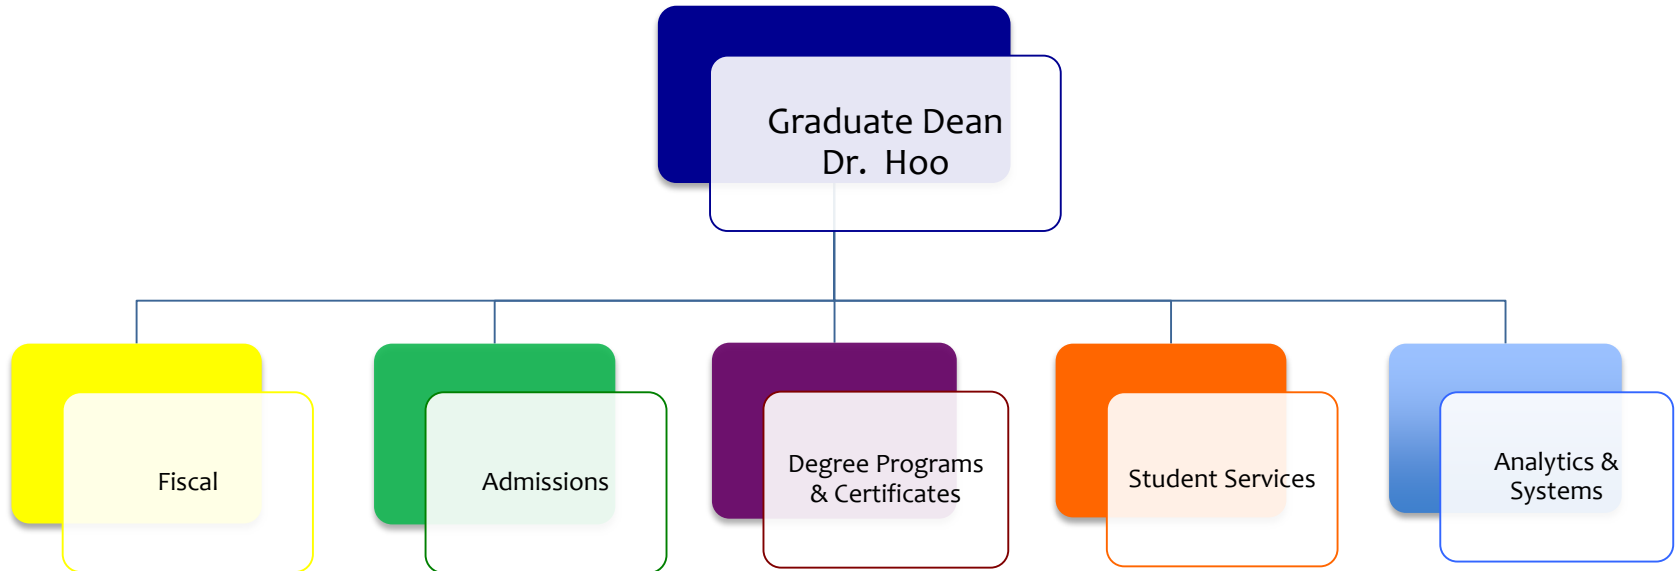 Graduate Dean
Dr. Hoo
Fiscal
Admissions
Degree Programs
& Certificates
Student Services
Analytics &
Systems